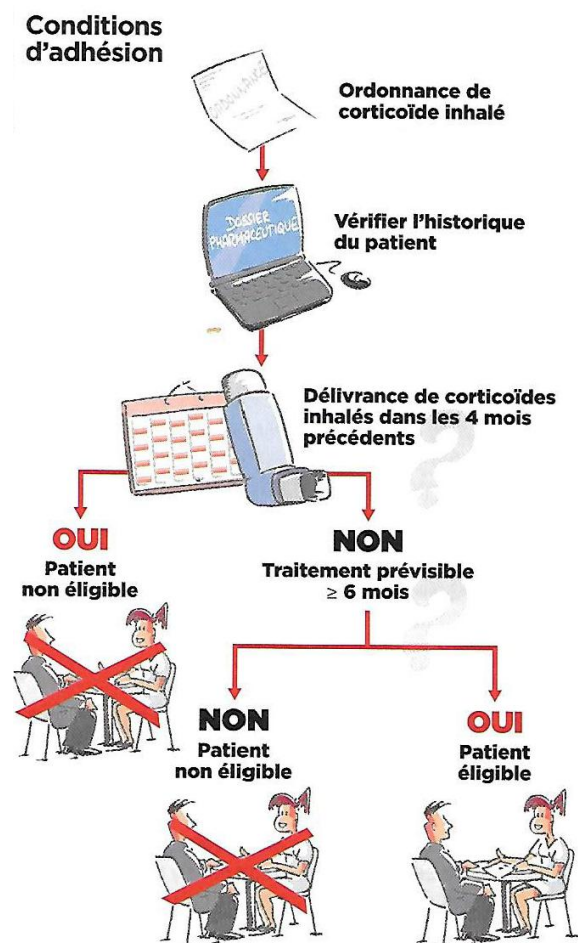 Conditions
d'adhésion
ORDONNANCE
Ordonnance de
corticoïde inhalé
DOSSIER
PHARMACEUTIQUE
Vérifier l'historique
du patient
Délivrance de corticoïdes
inhalés dans les 4 mois
précédents
?
OUI
Patient
non éligible
NON
Traitement prévisible
≥ 6 mois
?
NON
Patient
non éligible
OUI
Patient
éligible